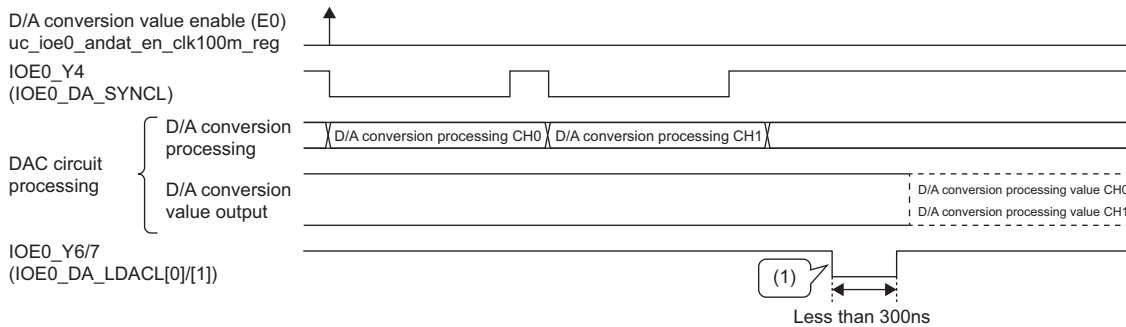 D/A conversion value enable (E0)
uc_ioe0_andat_en_clk100m_reg
IOE0_Y4
(IOE0_DA_SYNCL)
DAC circuit
processing
D/A conversion
processing
D/A conversion processing CH0
D/A conversion processing CH1
D/A conversion
value output
D/A conversion processing value CH0
D/A conversion processing value CH1
IOE0_Y6/7
(IOE0_DA_LDACL[0]/[1])
(1)
Less than 300ns